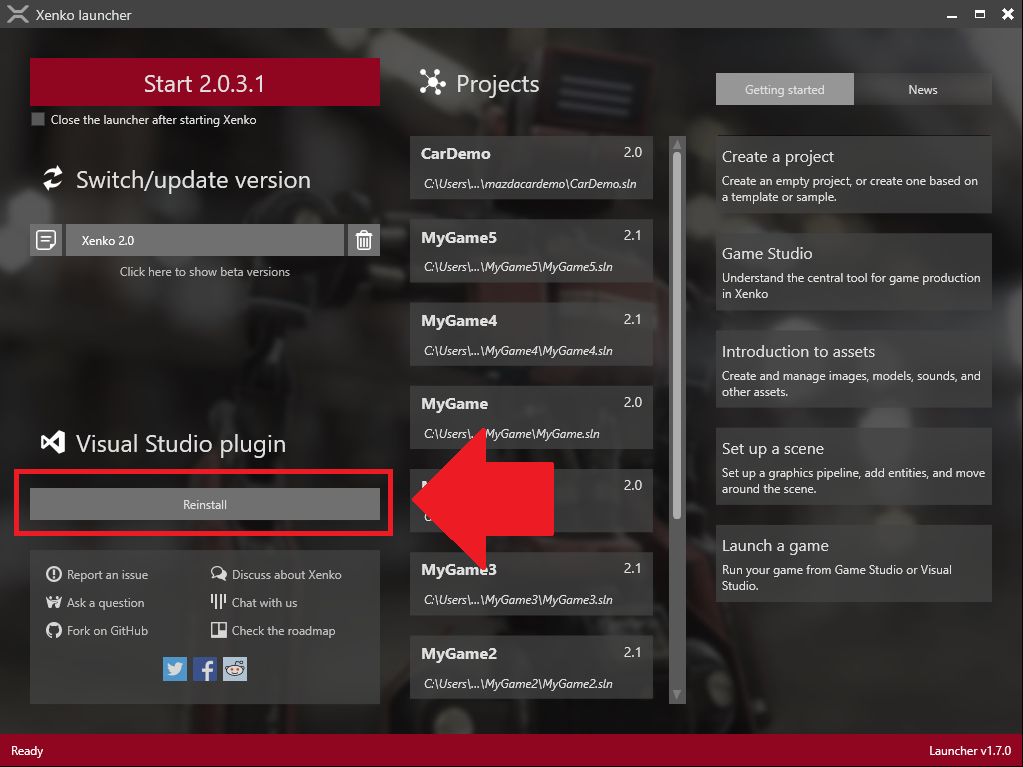 Xenko launcher
Start 2.0.3.1
Close the launcher after starting Xenko
Switch/update version
Xenko 2.0
Click here to show beta versions
Visual Studio plugin
Reinstall
Report an issue
Discuss about Xenko
Ask a question
Chat with us
Fork on GitHub
Check the roadmap
Projects
CarDemo
2.0
C:\Users\...\mazdacardemo\CarDemo.sln
MyGame5
2.1
C:\Users\...\MyGame5\MyGame5.sln
MyGame4
2.1
C:\Users\...\MyGame4\MyGame4.sln
MyGame
2.0
C:\Users\...\MyGame\MyGame.sln
2.0
MyGame3
2.1
C:\Users\...\MyGame3\MyGame3.sln
MyGame2
2.1
C:\Users\...\MyGame2\MyGame2.sln
Getting started
News
Create a project
Create an empty project, or create one based on
a template or sample.
Game Studio
Understand the central tool for game production
in Xenko
Introduction to assets
Create and manage images, models, sounds, and
other assets.
Set up a scene
Set up a graphics pipeline, add entities, and move
around the scene.
Launch a game
Run your game from Game Studio or Visual
Studio.
Ready
Launcher v1.7.0